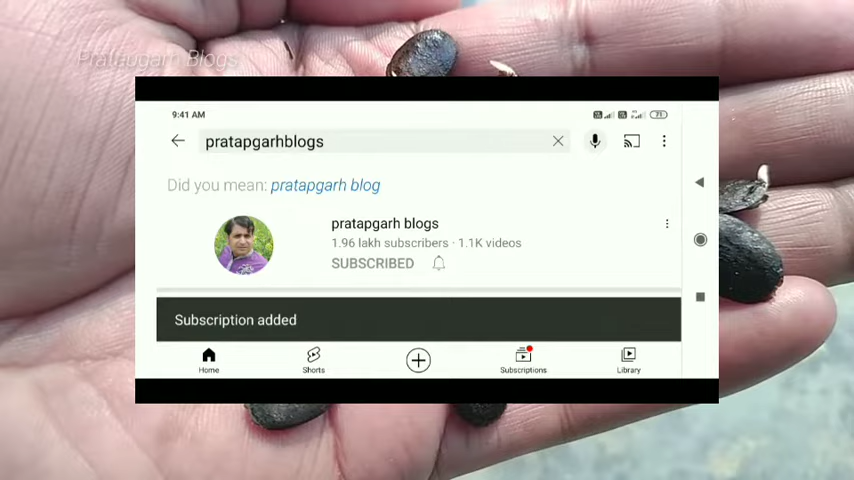 Pratapgarh Blogs
9:41 AM
71
pratapgarhblogs
Did you mean: pratapgarh blog
pratapgarh blogs
1.96 lakh subscribers · 1.1K videos
SUBSCRIBED
Subscription added
Home
Shorts
Subscriptions
Library